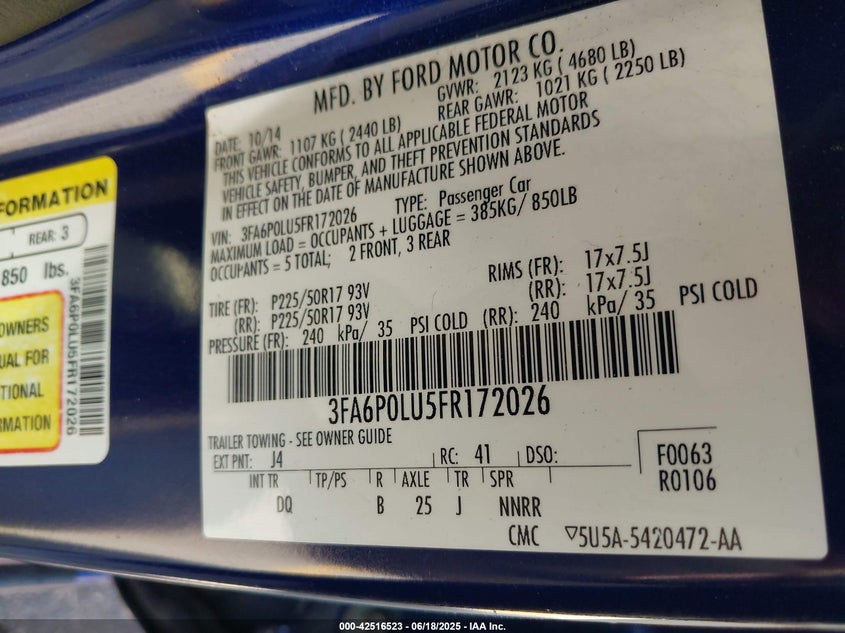 MFD. BY FORD MOTOR CO.
DATE: 10/14 GVWR: 2123 KG ( 4680 LB)
FRONT GAWR: 1107 KG ( 2440 LB) REAR GAWR: 1021 KG ( 2250 LB)
THIS VEHICLE CONFORMS TO ALL APPLICABLE FEDERAL MOTOR
VEHICLE SAFETY, BUMPER, AND THEFT PREVENTION STANDARDS
IN EFFECT ON THE DATE OF MANUFACTURE SHOWN ABOVE.
VIN: 3FA6P0LU5FR172026 TYPE: Passenger Car
MAXIMUM LOAD = OCCUPANTS + LUGGAGE = 385KG/ 850LB
OCCUPANTS = 5 TOTAL; 2 FRONT, 3 REAR
TIRE (FR): P225/50R17 93V RIMS (FR): 17x7.5J
(RR): P225/50R17 93V (RR): 17x7.5J
PRESSURE (FR): 240 kPa/ 35 PSI COLD (RR): 240 kPa/ 35 PSI COLD
3FA6P0LU5FR172026
TRAILER TOWING - SEE OWNER GUIDE
EXT PNT: J4 RC: 41 DSO:
INT TR TP/PS R AXLE TR SPR
DQ B 25 J NNRR
F0063
R0106
CMC ▽5U5A-5420472-AA
FORMATION
REAR: 3
850 lbs.
OWNERS
UAL FOR
TIONAL
RMATION
3FA6P0LU5FR172026
000-42516523 - 06/18/2025 - IAA Inc.